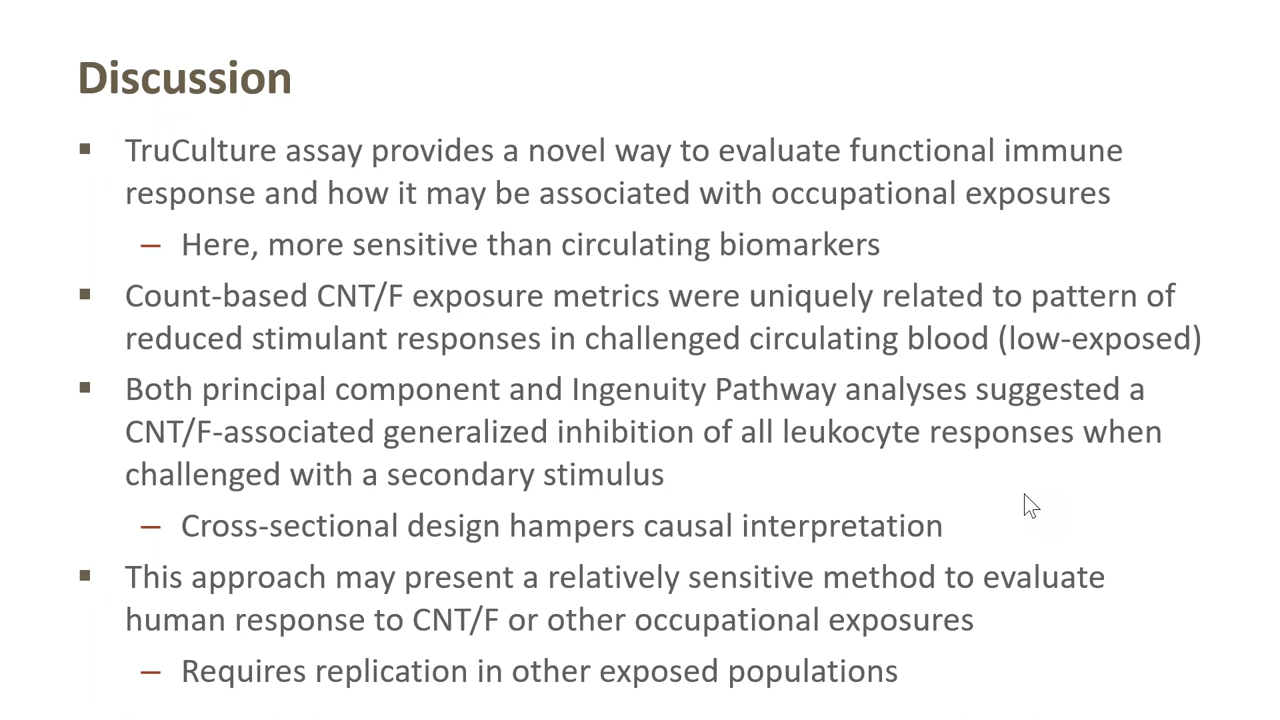 Discussion
▪ TruCulture assay provides a novel way to evaluate functional immune
response and how it may be associated with occupational exposures
– Here, more sensitive than circulating biomarkers
▪ Count-based CNT/F exposure metrics were uniquely related to pattern of
reduced stimulant responses in challenged circulating blood (low-exposed)
▪ Both principal component and Ingenuity Pathway analyses suggested a
CNT/F-associated generalized inhibition of all leukocyte responses when
challenged with a secondary stimulus
– Cross-sectional design hampers causal interpretation
▪ This approach may present a relatively sensitive method to evaluate
human response to CNT/F or other occupational exposures
– Requires replication in other exposed populations